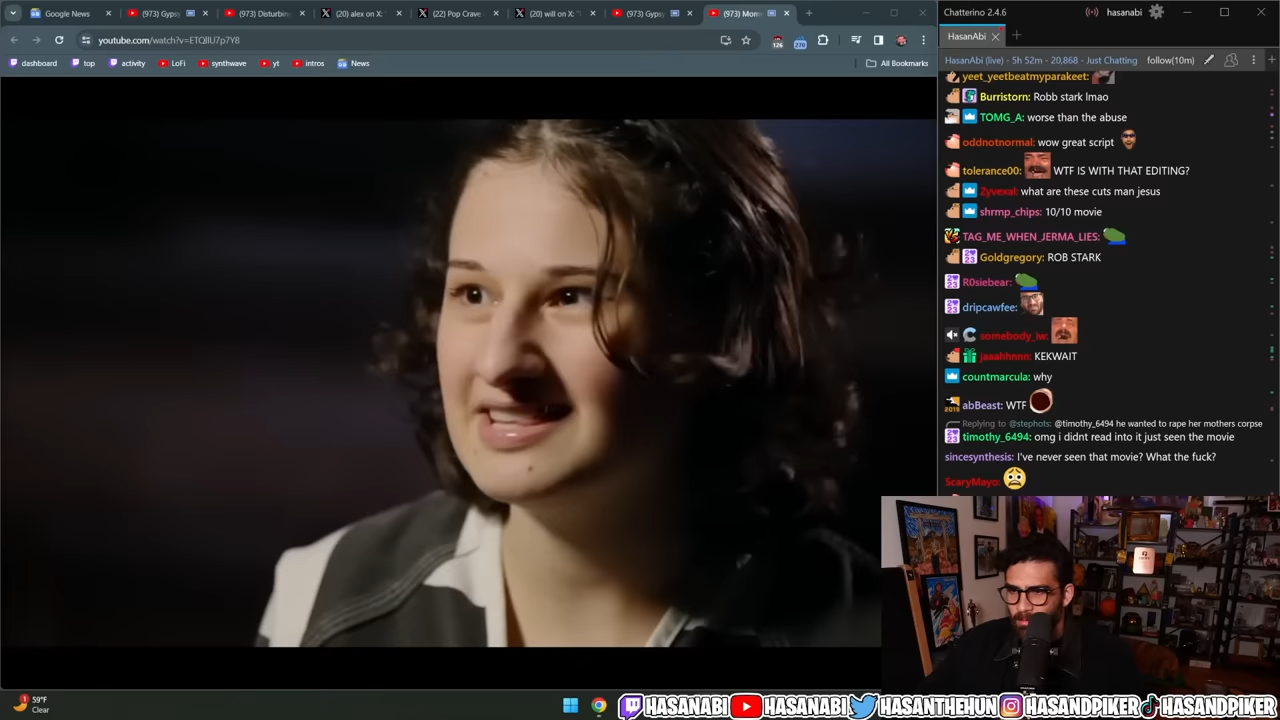 Google News
(973) Gyps
(973) Disturbin
(20) alex on X:
(22) Pop Crave
(20) will on X: "
(973) Gyps
(973) Mom
Chatterino 2.4.6
hasanabi
HasanAbi
youtube.com/watch?v=ETQIlU7p7Y8
126
270
HasanAbi (live) - 5h 52m - 20,868 - Just Chatting
follow(10m)
dashboard
top
activity
LoFi
synthwave
yt
intros
News
All Bookmarks
yeet_yeetbeatmyparakeet:
Burristorn: Robb stark lmao
TOMG_A: worse than the abuse
oddnotnormal: wow great script
tolerance00: WTF IS WITH THAT EDITING?
Zyvexal: what are these cuts man jesus
shrmp_chips: 10/10 movie
TAG_ME_WHEN_JERMA_LIES:
Goldgregory: ROB STARK
R0siebear:
dripcawfee:
somebody_iw:
jaaahhnnn: KEKWAIT
countmarcula: why
abBeast: WTF
Replying to @stephots: @timothy_6494 he wanted to rape her mothers corpse
timothy_6494: omg i didnt read into it just seen the movie
sincesynthesis: I've never seen that movie? What the fuck?
ScaryMayo:
59°F
Clear
HASANABI
HASANABI
HASANTHEHUN
HASANDPIKER
HASANDPIKER